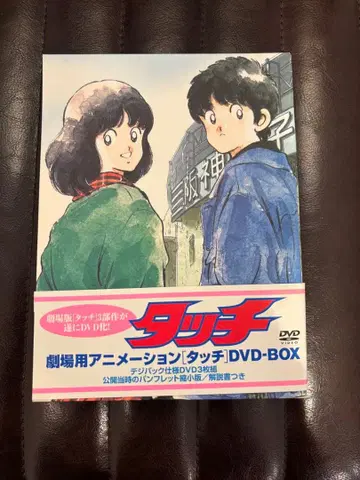 三阪神
劇場版[タッチ]3部作が
遂にDVD化!
タッチ
DVD
VIDEO
劇場用アニメーション[タッチ]DVD-BOX
デジパック仕様DVD3枚組
公開当時のパンフレット縮小版／解説書つき